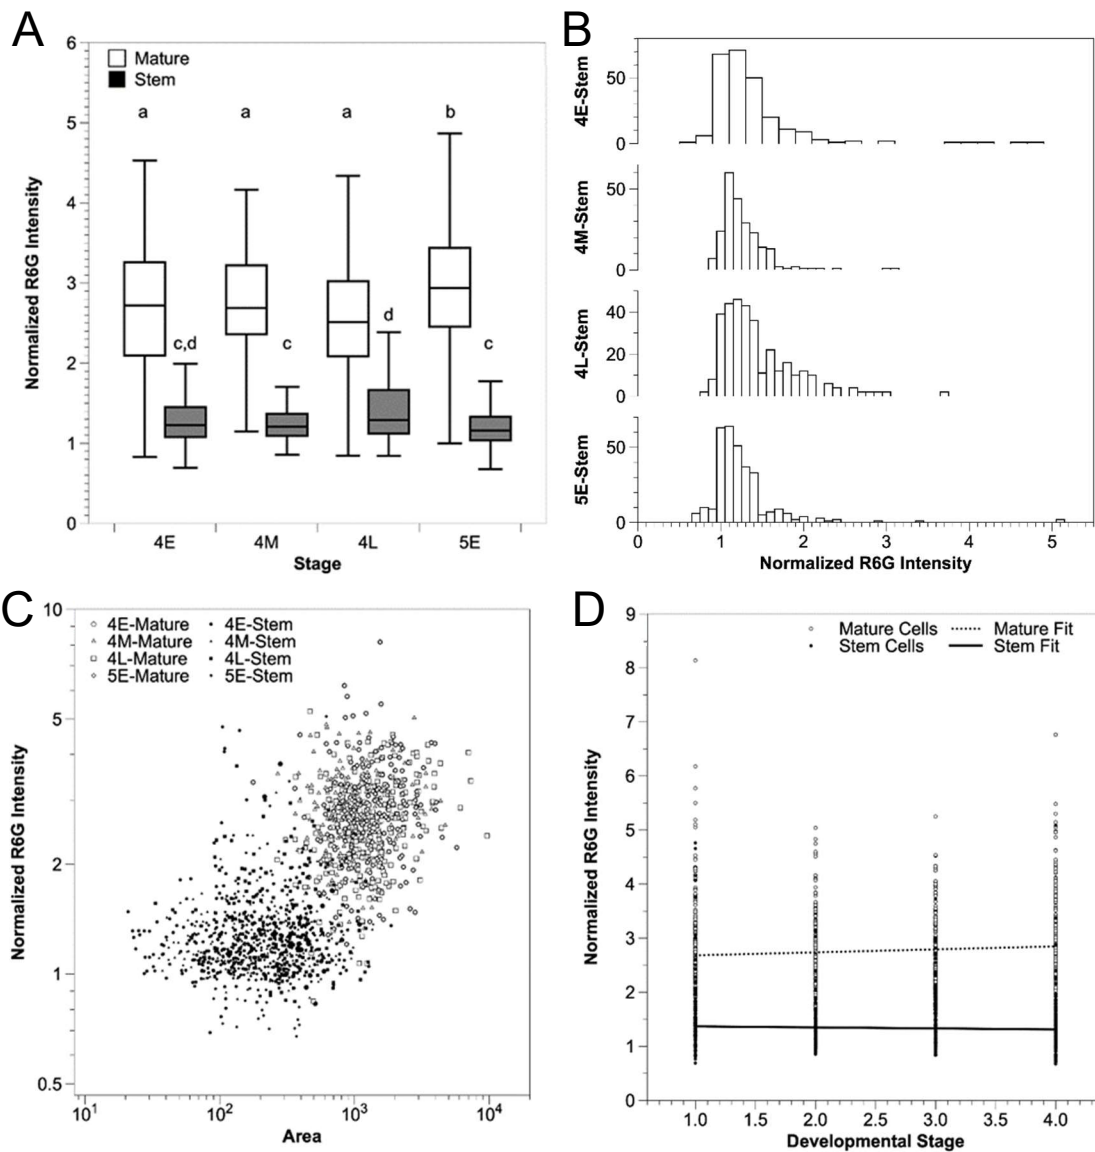 A
6
5
4
3
2
1
0
Normalized R6G Intensity
Mature
Stem
a a a b
c,d c d c
4E 4M 4L 5E
Stage
B
4E-Stem
50
0
4M-Stem
50
0
4L-Stem
40
20
0
5E-Stem
50
0
0 1 2 3 4 5
Normalized R6G Intensity
C
10
5
2
1
0.5
Normalized R6G Intensity
4E-Mature 4E-Stem
4M-Mature 4M-Stem
4L-Mature 4L-Stem
5E-Mature 5E-Stem
10¹ 10² 10³ 10⁴
Area
D
9
8
7
6
5
4
3
2
1
0
Normalized R6G Intensity
Mature Cells Mature Fit
Stem Cells Stem Fit
1.0 1.5 2.0 2.5 3.0 3.5 4.0
Developmental Stage